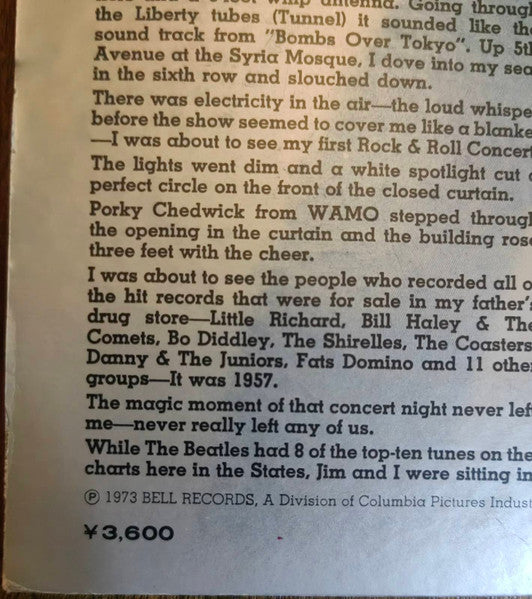 whip antenna. Going through
the Liberty tubes (Tunnel) it sounded like the
sound track from "Bombs Over Tokyo". Up 5th
Avenue at the Syria Mosque, I dove into my sea
in the sixth row and slouched down.
There was electricity in the air—the loud whispe
before the show seemed to cover me like a blanke
—I was about to see my first Rock & Roll Concert
The lights went dim and a white spotlight cut a
perfect circle on the front of the closed curtain.
Porky Chedwick from WAMO stepped through
the opening in the curtain and the building rose
three feet with the cheer.
I was about to see the people who recorded all o
the hit records that were for sale in my father's
drug store—Little Richard, Bill Haley & The
Comets, Bo Diddley, The Shirelles, The Coasters
Danny & The Juniors, Fats Domino and 11 other
groups—It was 1957.
The magic moment of that concert night never left
me—never really left any of us.
While The Beatles had 8 of the top-ten tunes on the
charts here in the States, Jim and I were sitting in
℗ 1973 BELL RECORDS, A Division of Columbia Pictures Indust
¥3,600